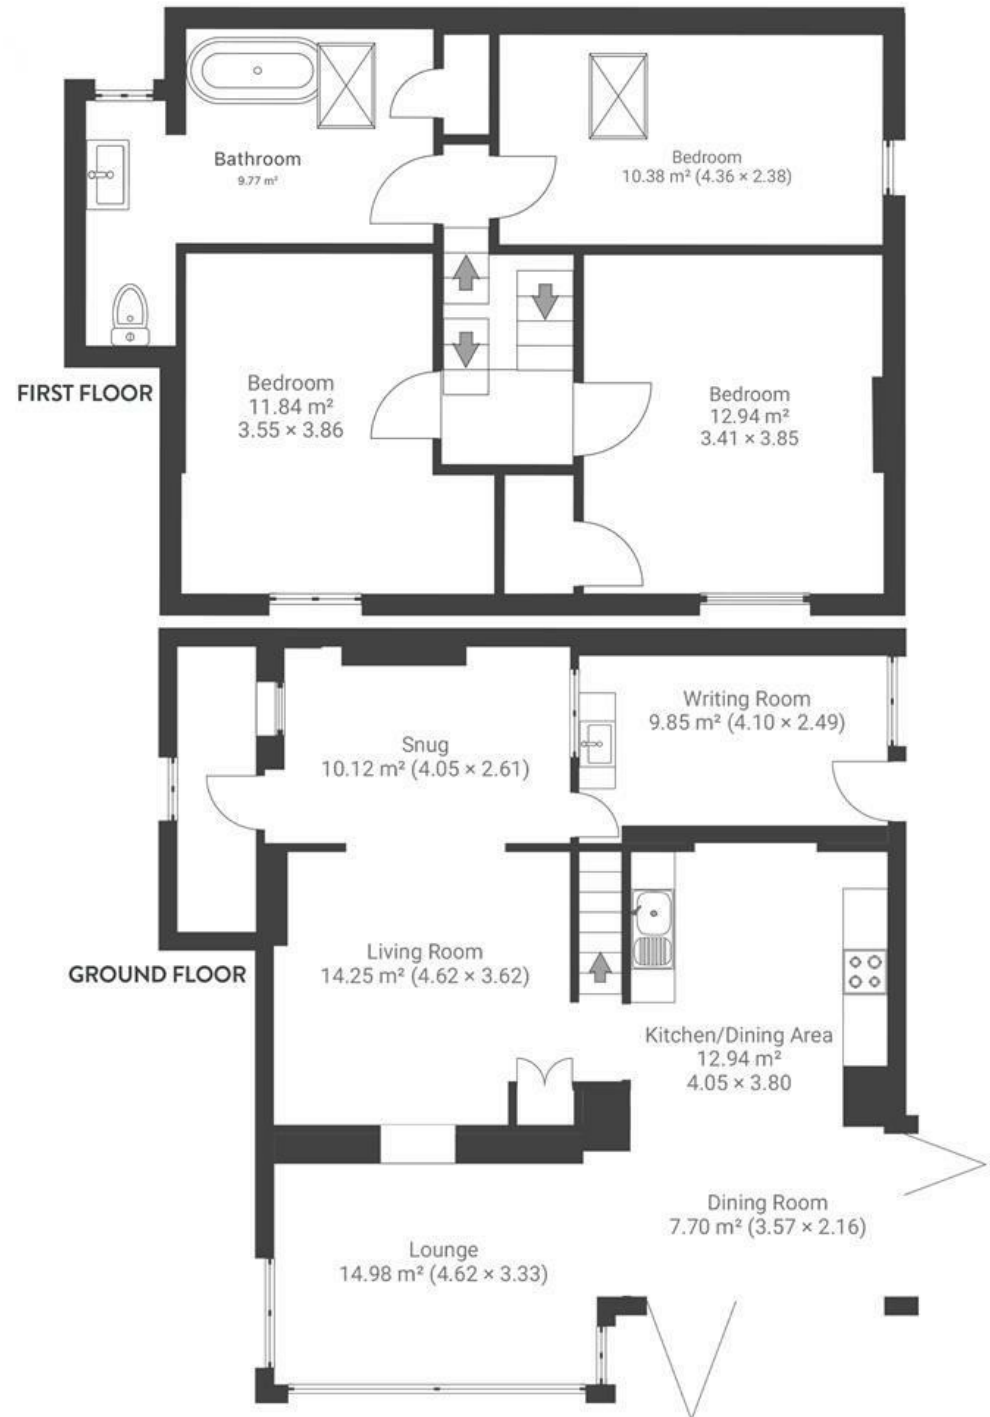 Bathroom
9.77 m²
Bedroom
10.38 m² (4.36 × 2.38)
FIRST FLOOR
Bedroom
11.84 m²
3.55 × 3.86
Bedroom
12.94 m²
3.41 × 3.85
Writing Room
9.85 m² (4.10 × 2.49)
Snug
10.12 m² (4.05 × 2.61)
Living Room
14.25 m² (4.62 × 3.62)
GROUND FLOOR
Kitchen/Dining Area
12.94 m²
4.05 × 3.80
Dining Room
7.70 m² (3.57 × 2.16)
Lounge
14.98 m² (4.62 × 3.33)